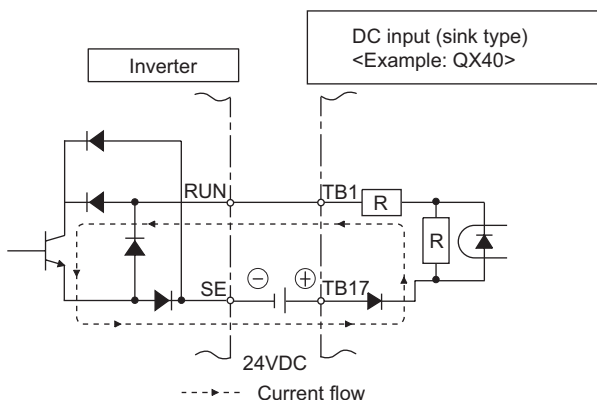 DC input (sink type)
<Example: QX40>
Inverter
RUN
TB1
R
R
SE
TB17
24VDC
Current flow